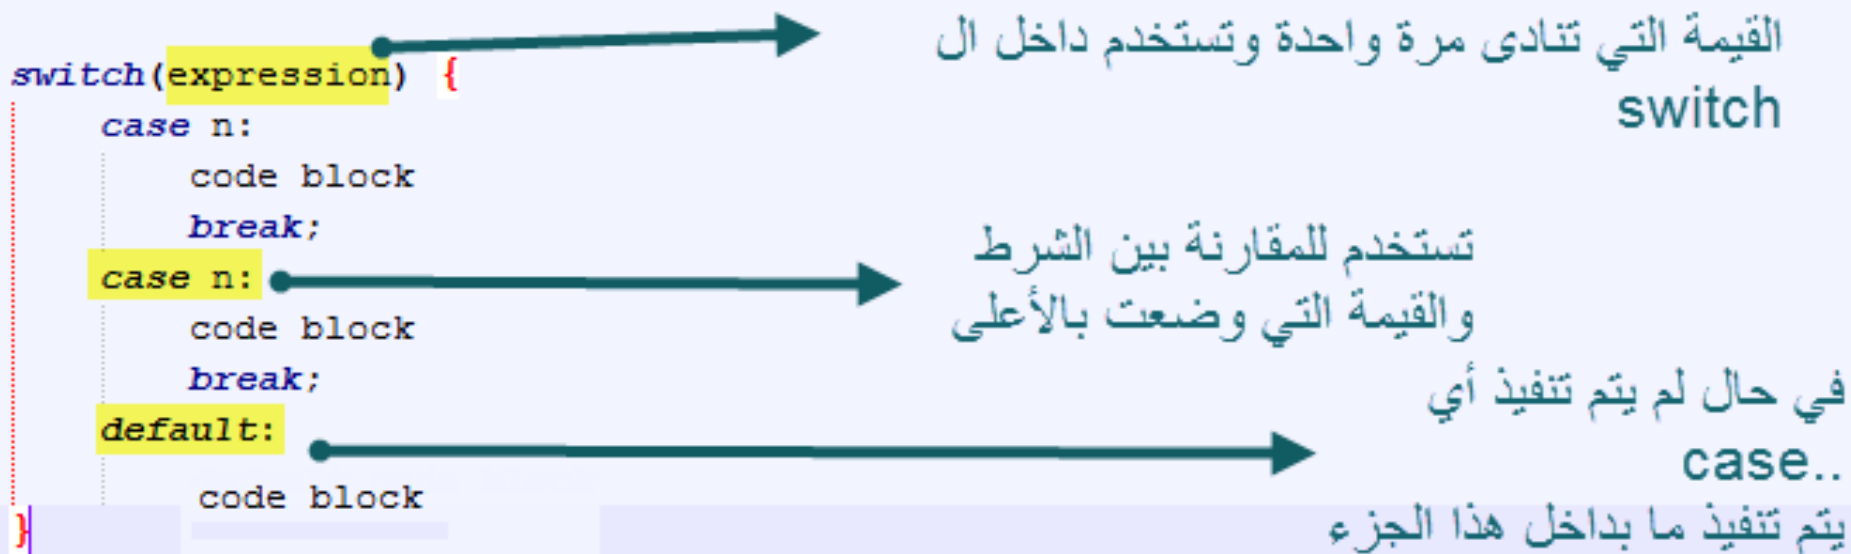 القيمة التي تنادى مرة واحدة وتستخدم داخل ال
switch
switch(expression) {
case n:
code block
break;
case n:
تستخدم للمقارنة بين الشرط
والقيمة التي وضعت بالأعلى
code block
break;
default:
في حال لم يتم تنفيذ أي
case..
يتم تنفيذ ما بداخل هذا الجزء
code block
}